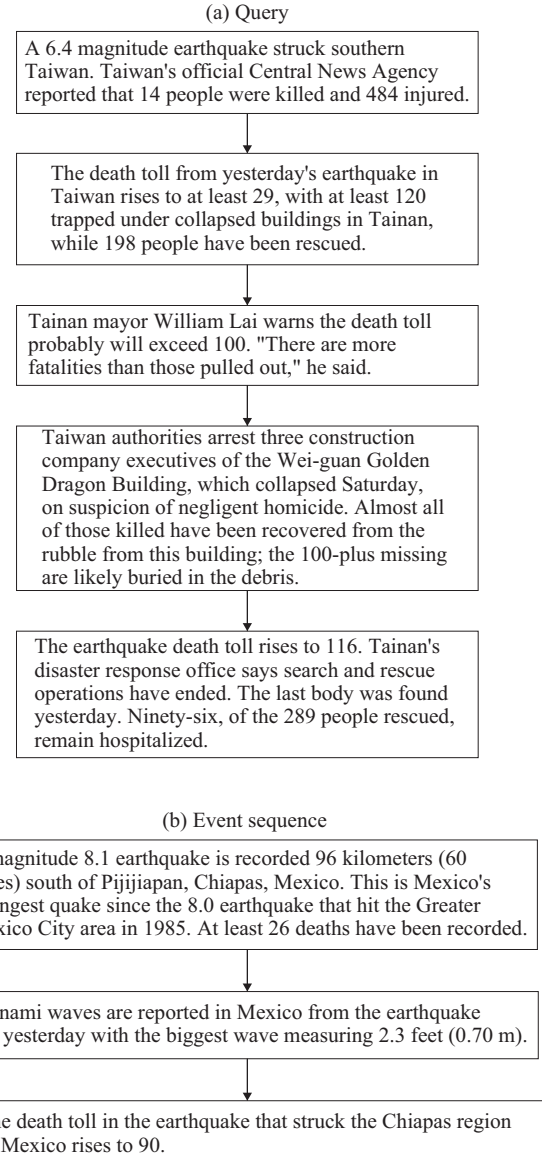 (a) Query
A 6.4 magnitude earthquake struck southern
Taiwan. Taiwan's official Central News Agency
reported that 14 people were killed and 484 injured.
The death toll from yesterday's earthquake in
Taiwan rises to at least 29, with at least 120
trapped under collapsed buildings in Tainan,
while 198 people have been rescued.
Tainan mayor William Lai warns the death toll
probably will exceed 100. "There are more
fatalities than those pulled out," he said.
Taiwan authorities arrest three construction
company executives of the Wei-guan Golden
Dragon Building, which collapsed Saturday,
on suspicion of negligent homicide. Almost all
of those killed have been recovered from the
rubble from this building; the 100-plus missing
are likely buried in the debris.
The earthquake death toll rises to 116. Tainan's
disaster response office says search and rescue
operations have ended. The last body was found
yesterday. Ninety-six, of the 289 people rescued,
remain hospitalized.
(b) Event sequence
magnitude 8.1 earthquake is recorded 96 kilometers (60
south of Pijijiapan, Chiapas, Mexico. This is Mexico's
quake since the 8.0 earthquake that hit the Greater
City area in 1985. At least 26 deaths have been recorded.
waves are reported in Mexico from the earthquake
yesterday with the biggest wave measuring 2.3 feet (0.70 m).
death toll in the earthquake that struck the Chiapas region
Mexico rises to 90.